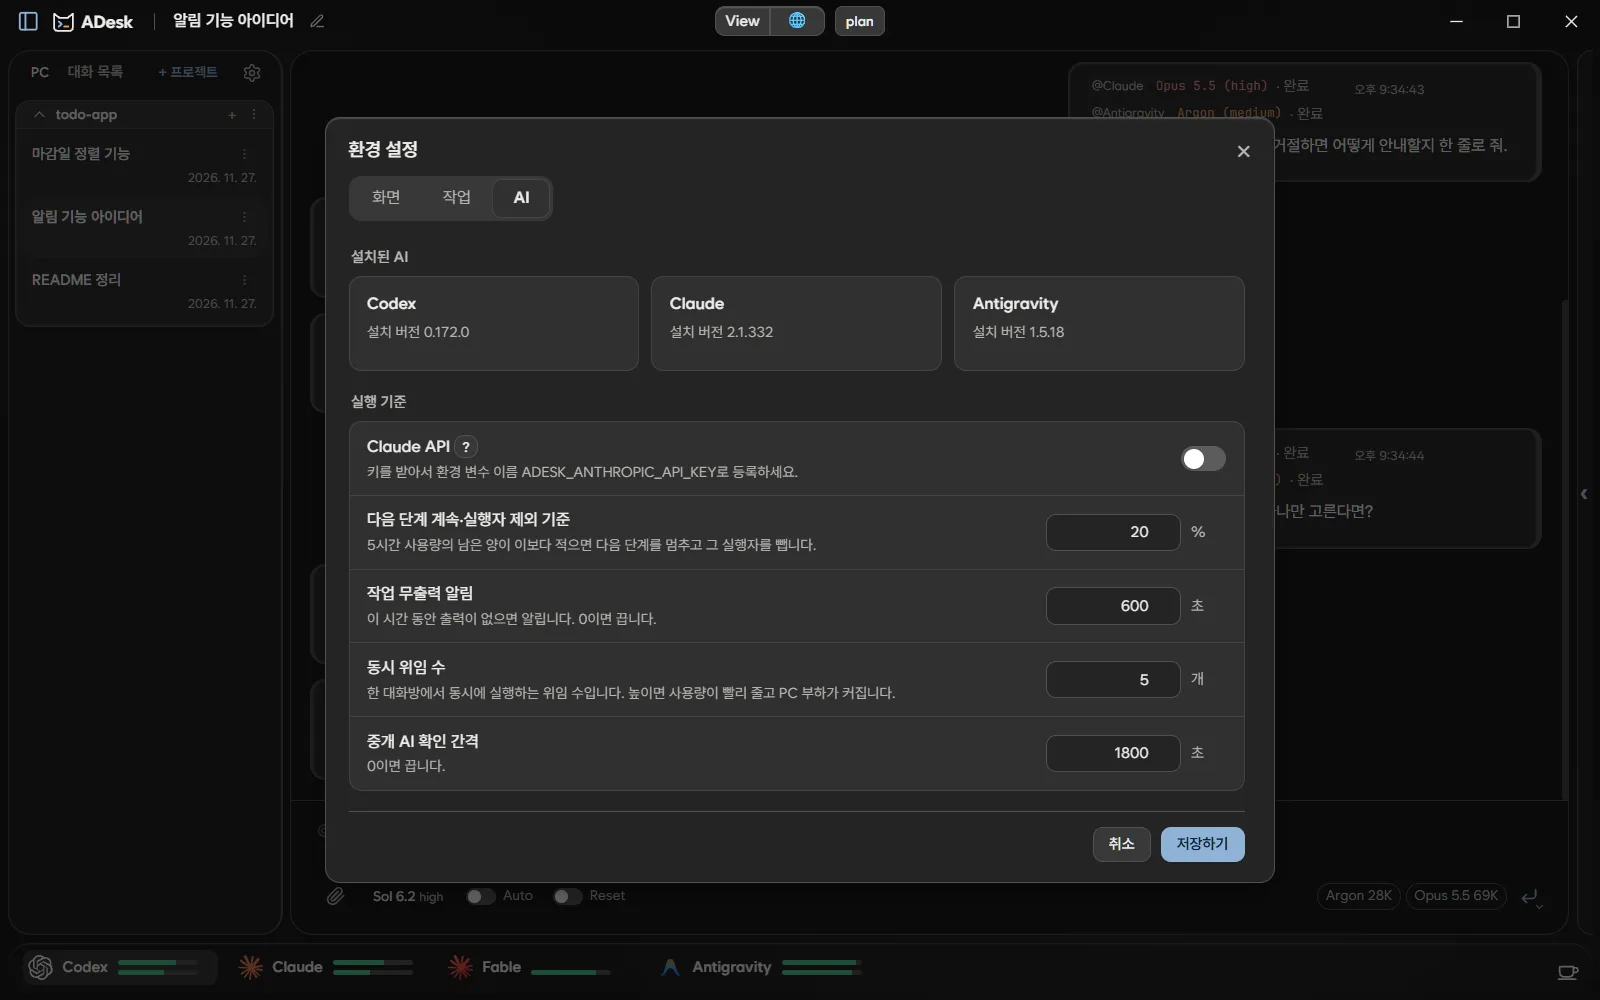 ADesk
알림 기능 아이디어
View
plan
PC 대화 목록 + 프로젝트
todo-app
마감일 정렬 기능
2026. 11. 27.
알림 기능 아이디어
2026. 11. 27.
README 정리
2026. 11. 27.
@Claude Opus 5.5 (high) · 완료 오후 9:34:43
@Antigravity Argon (medium) · 완료
거절하면 어떻게 안내할지 한 줄로 줘.
환경 설정
화면 작업 AI
설치된 AI
Codex
설치 버전 0.172.0
Claude
설치 버전 2.1.332
Antigravity
설치 버전 1.5.18
실행 기준
Claude API ?
키를 받아서 환경 변수 이름 ADESK_ANTHROPIC_API_KEY로 등록하세요.
다음 단계 계속·실행자 제외 기준
5시간 사용량의 남은 양이 이보다 적으면 다음 단계를 멈추고 그 실행자를 뺍니다.
20 %
작업 무출력 알림
이 시간 동안 출력이 없으면 알립니다. 0이면 끕니다.
600 초
동시 위임 수
한 대화방에서 동시에 실행하는 위임 수입니다. 높이면 사용량이 빨리 줄고 PC 부하가 커집니다.
5 개
중개 AI 확인 간격
0이면 끕니다.
1800 초
취소 저장하기
· 완료 오후 9:34:44
) · 완료
나만 고른다면?
Sol 6.2 high Auto Reset
Argon 28K Opus 5.5 69K
Codex Claude Fable Antigravity